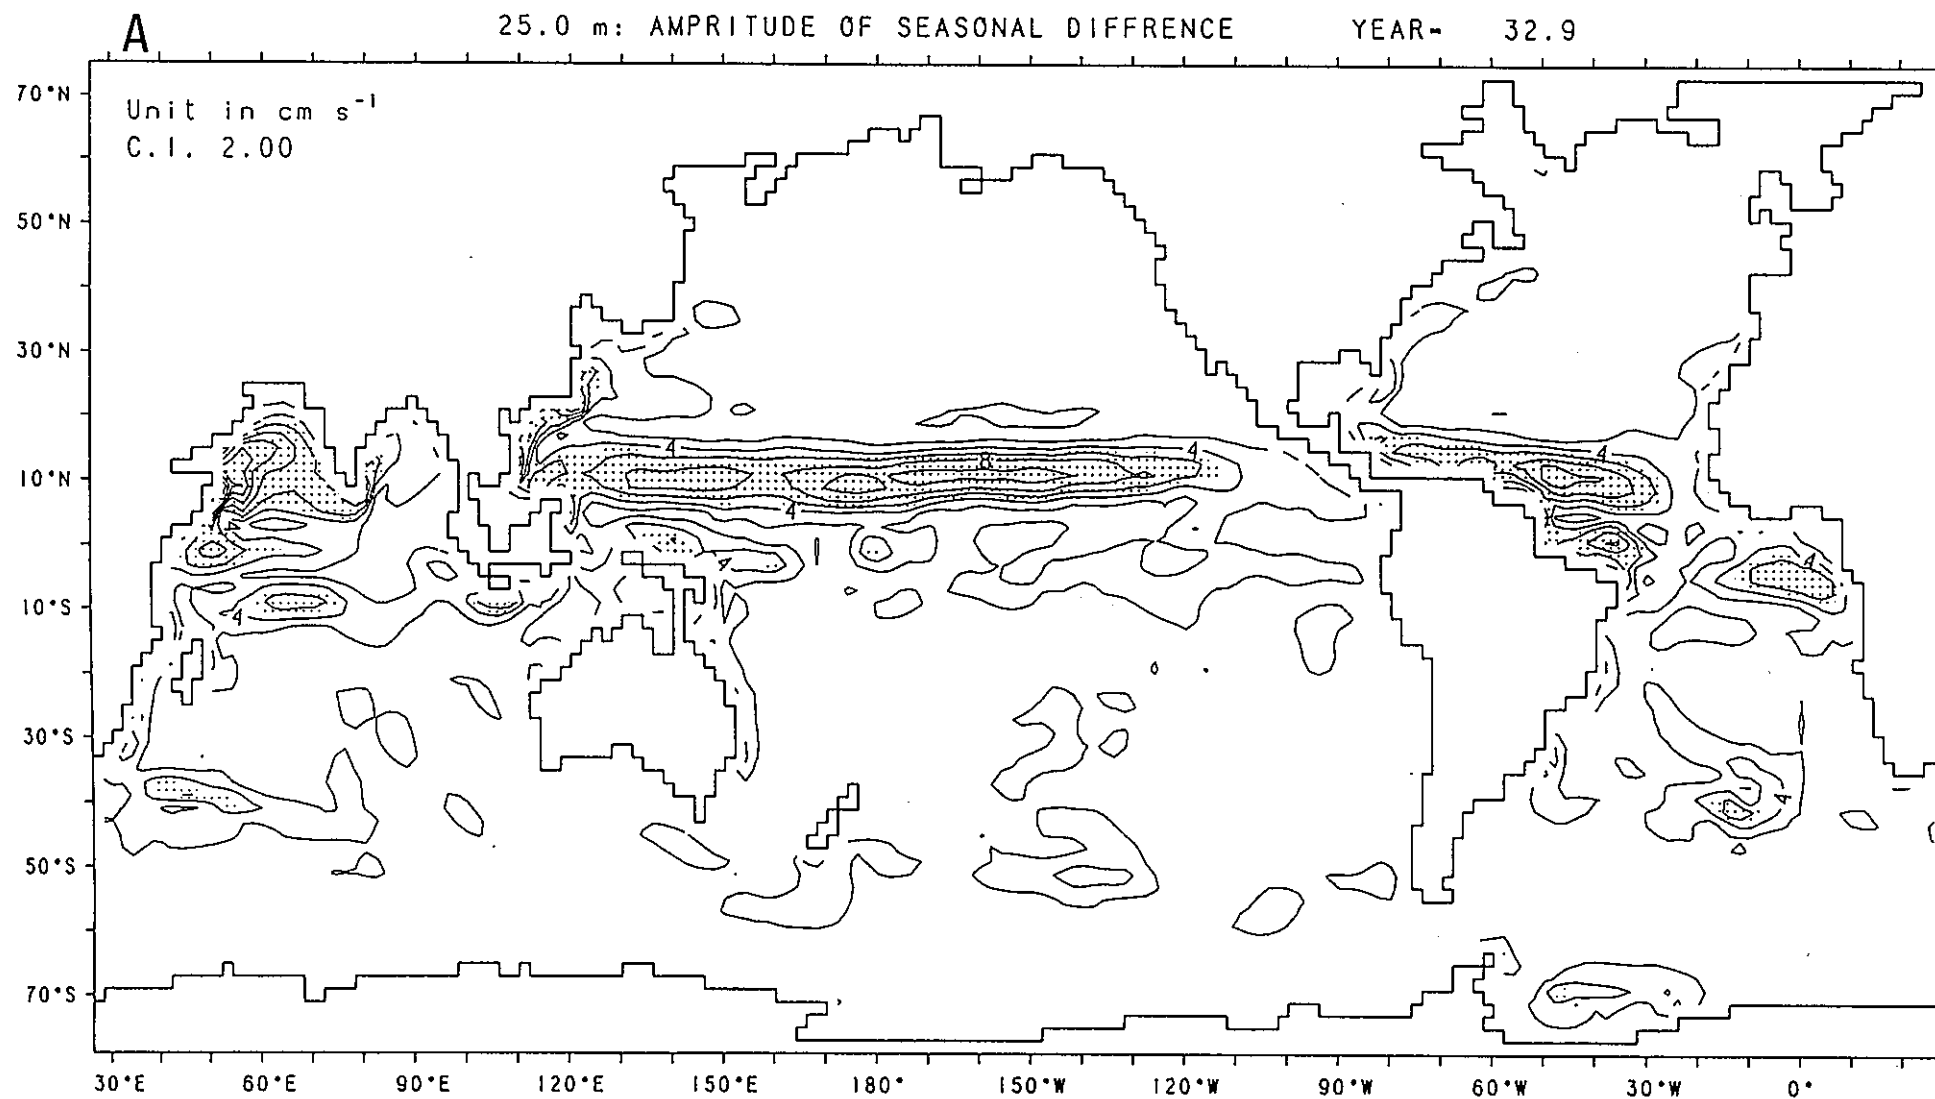 A
25.0 m: AMPRITUDE OF SEASONAL DIFFRENCE YEAR- 32.9
Unit in cm s⁻¹
C.I. 2.00
70°N
50°N
30°N
10°N
10°S
30°S
50°S
70°S
4
8
4
4
4
4
4
4
4
30°E 60°E 90°E 120°E 150°E 180° 150°W 120°W 90°W 60°W 30°W 0°